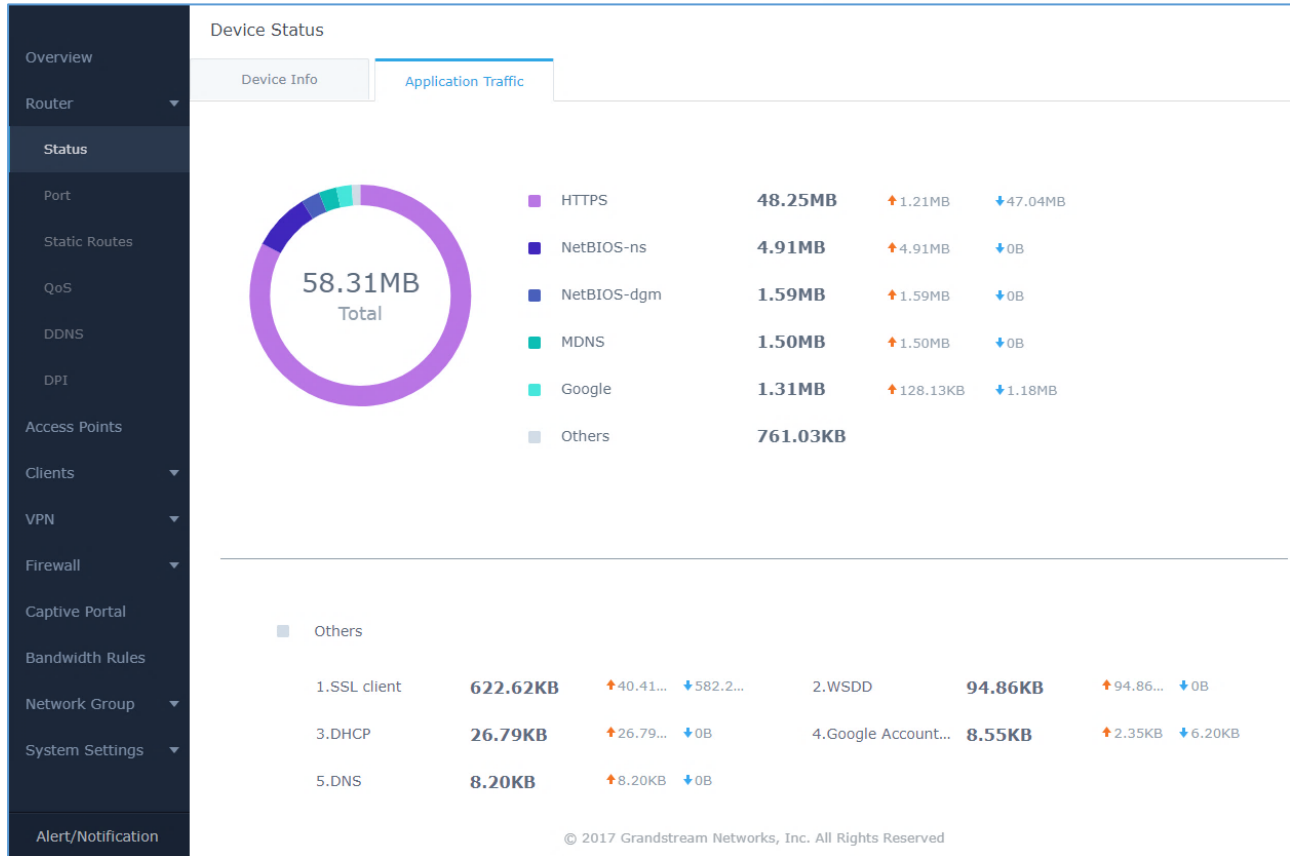 Device Status
Overview
Device Info
Application Traffic
Router
Status
Port
Static Routes
QoS
DDNS
DPI
Access Points
Clients
VPN
Firewall
Captive Portal
Bandwidth Rules
Network Group
System Settings
Alert/Notification
58.31MB
Total
HTTPS 48.25MB 1.21MB 47.04MB
NetBIOS-ns 4.91MB 4.91MB 0B
NetBIOS-dgm 1.59MB 1.59MB 0B
MDNS 1.50MB 1.50MB 0B
Google 1.31MB 128.13KB 1.18MB
Others 761.03KB
Others
1.SSL client 622.62KB 40.41... 582.2... 2.WSDD 94.86KB 94.86... 0B
3.DHCP 26.79KB 26.79... 0B 4.Google Account... 8.55KB 2.35KB 6.20KB
5.DNS 8.20KB 8.20KB 0B
© 2017 Grandstream Networks, Inc. All Rights Reserved